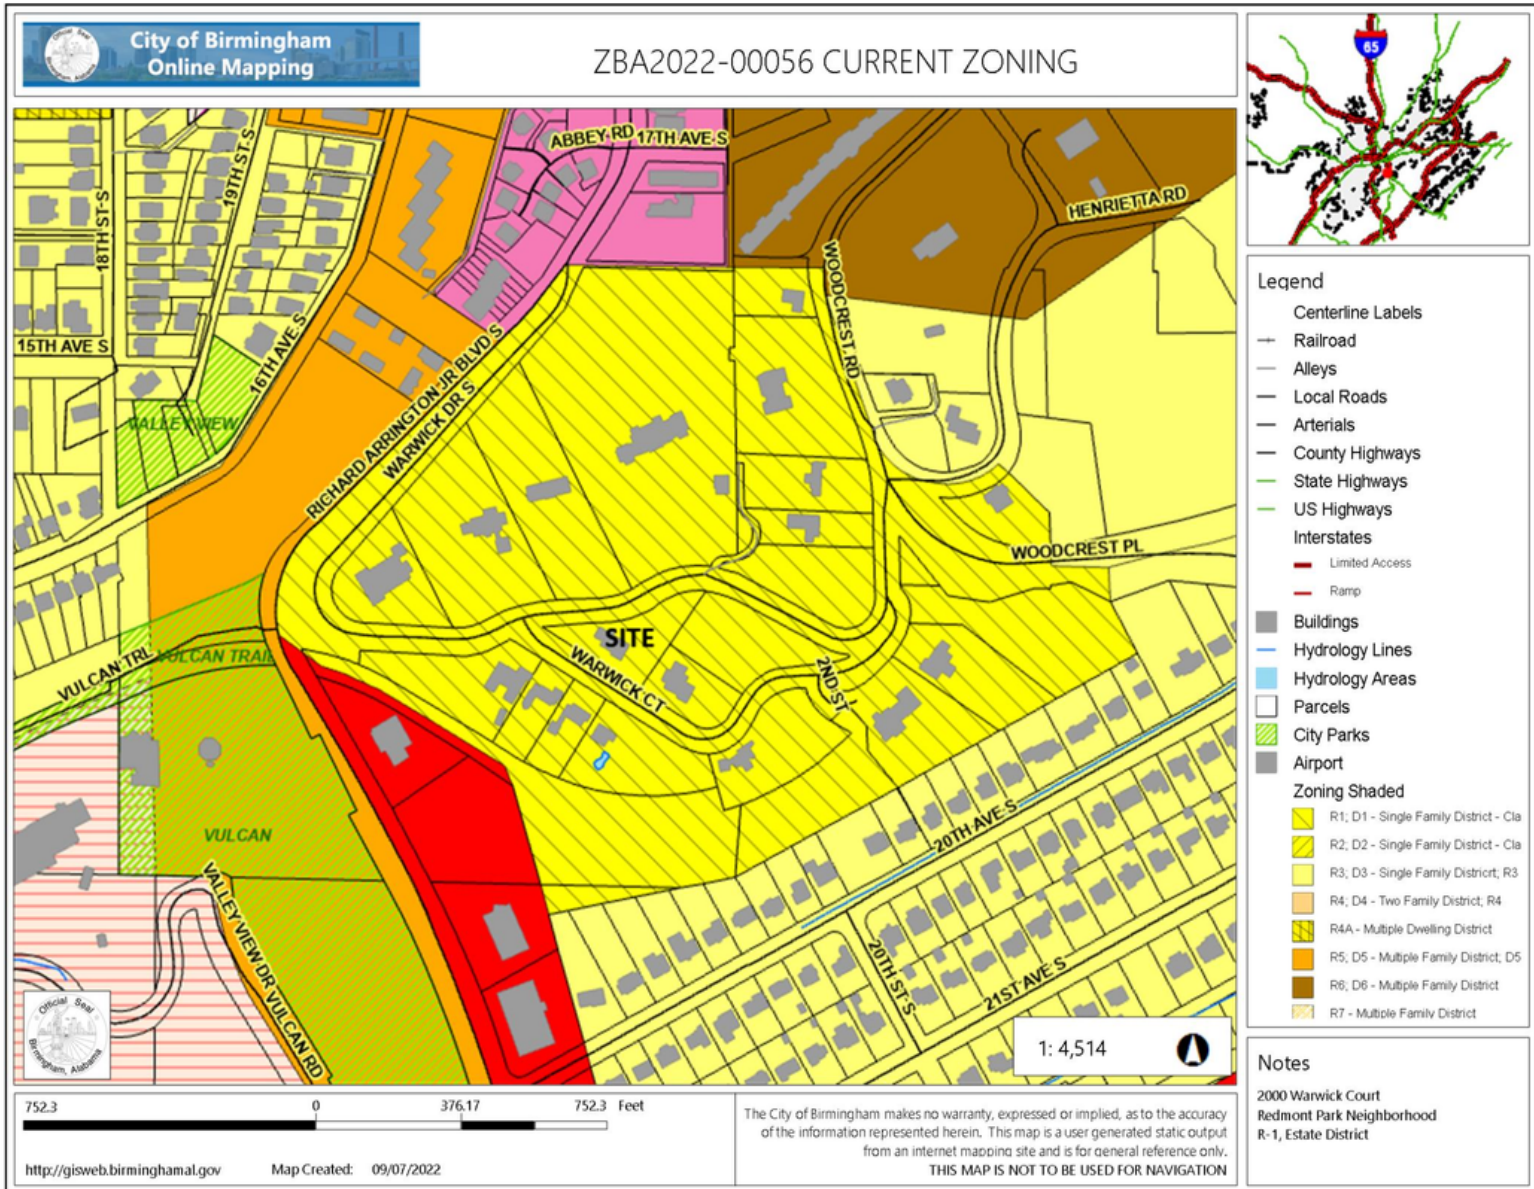 City of Birmingham
Online Mapping
ZBA2022-00056 CURRENT ZONING
65
ABBEY RD
17TH AVE S
19TH ST S
18TH ST S
HENRIETTA RD
WOODCREST RD
15TH AVE S
16TH AVE S
VALLEY VIEW
RICHARD ARRINGTON JR BLVD S
WARWICK DR S
WOODCREST PL
SITE
WARWICK CT
2ND ST
VULCAN TRL
VULCAN TRAIL
VULCAN
VALLEY VIEW DR
VULCAN RD
20TH AVE S
20TH ST S
21ST AVE S
1: 4,514
Official Seal
Birmingham, Alabama
Legend
Centerline Labels
Railroad
Alleys
Local Roads
Arterials
County Highways
State Highways
US Highways
Interstates
Limited Access
Ramp
Buildings
Hydrology Lines
Hydrology Areas
Parcels
City Parks
Airport
Zoning Shaded
R1; D1 - Single Family District - Cla
R2; D2 - Single Family District - Cla
R3; D3 - Single Family Districrt; R3
R4; D4 - Two Family District; R4
R4A - Multiple Dwelling District
R5; D5 - Multiple Family District; D5
R6; D6 - Multiple Family District
R7 - Multiple Family District
Notes
2000 Warwick Court
Redmont Park Neighborhood
R-1, Estate District
752.3 0 376.17 752.3 Feet
http://gisweb.birminghamal.gov Map Created: 09/07/2022
The City of Birmingham makes no warranty, expressed or implied, as to the accuracy
of the information represented herein. This map is a user generated static output
from an internet mapping site and is for general reference only.
THIS MAP IS NOT TO BE USED FOR NAVIGATION